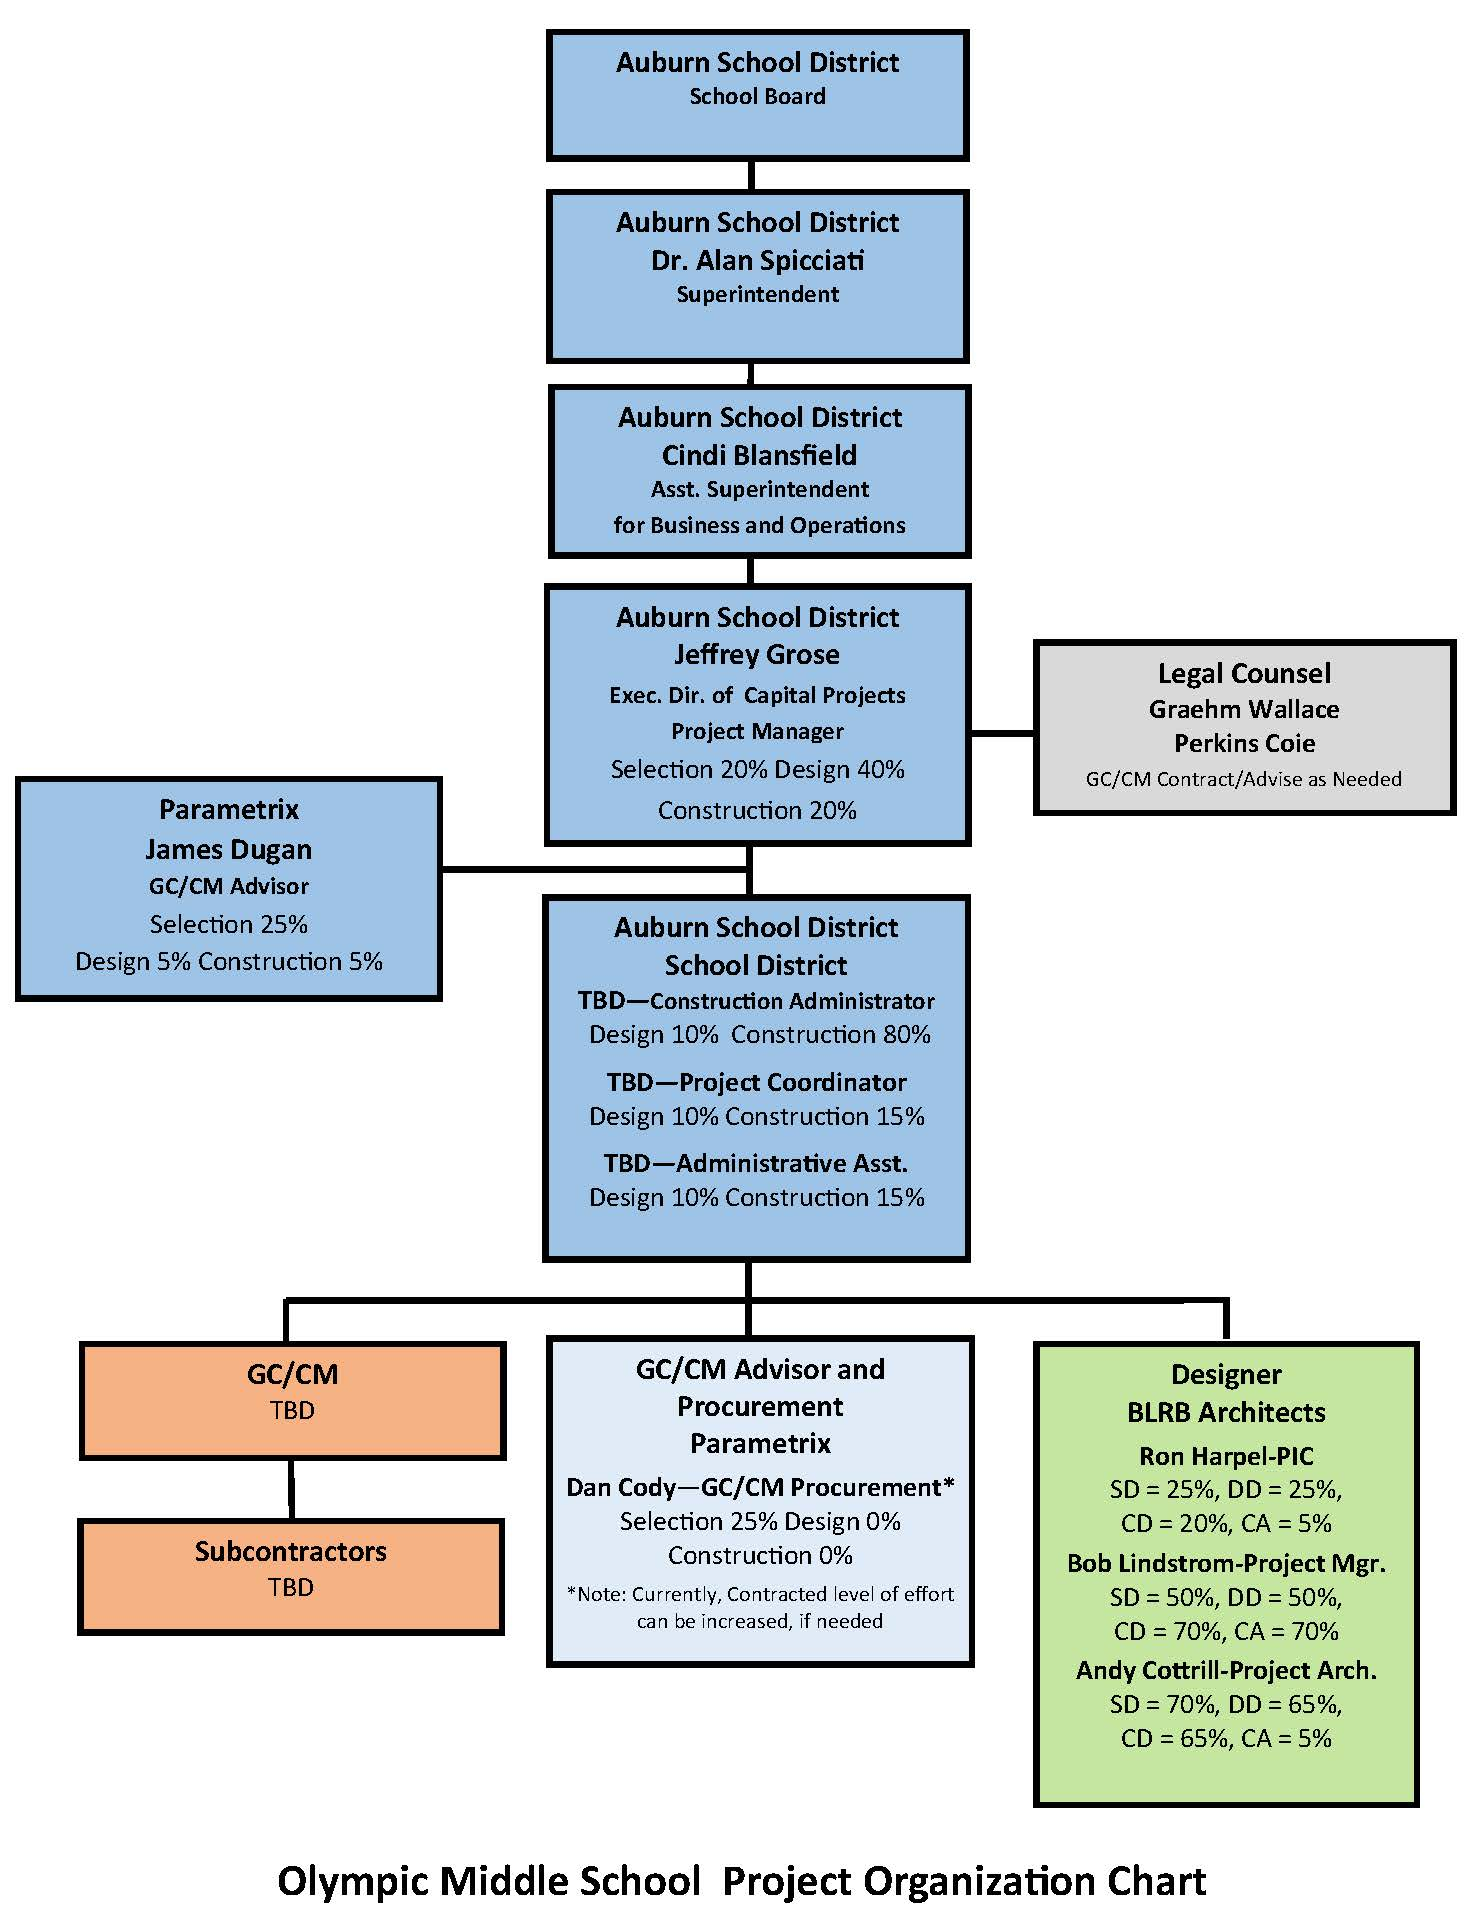 Auburn School District
School Board
Auburn School District
Dr. Alan Spicciati
Superintendent
Auburn School District
Cindi Blansfield
Asst. Superintendent
for Business and Operations
Auburn School District
Jeffrey Grose
Exec. Dir. of  Capital Projects
Project Manager
Selection 20% Design 40%
Construction 20%
Legal Counsel
Graehm Wallace
Perkins Coie
GC/CM Contract/Advise as Needed
Parametrix
James Dugan
GC/CM Advisor
Selection 25%
Design 5% Construction 5%
Auburn School District
School District
TBD—Construction Administrator
Design 10%  Construction 80%
TBD—Project Coordinator
Design 10% Construction 15%
TBD—Administrative Asst.
Design 10% Construction 15%
GC/CM
TBD
Subcontractors
TBD
GC/CM Advisor and
Procurement
Parametrix
Dan Cody—GC/CM Procurement*
Selection 25% Design 0%
Construction 0%
*Note: Currently, Contracted level of effort
can be increased, if needed
Designer
BLRB Architects
Ron Harpel-PIC
SD = 25%, DD = 25%,
CD = 20%, CA = 5%
Bob Lindstrom-Project Mgr.
SD = 50%, DD = 50%,
CD = 70%, CA = 70%
Andy Cottrill-Project Arch.
SD = 70%, DD = 65%,
CD = 65%, CA = 5%
Olympic Middle School  Project Organization Chart